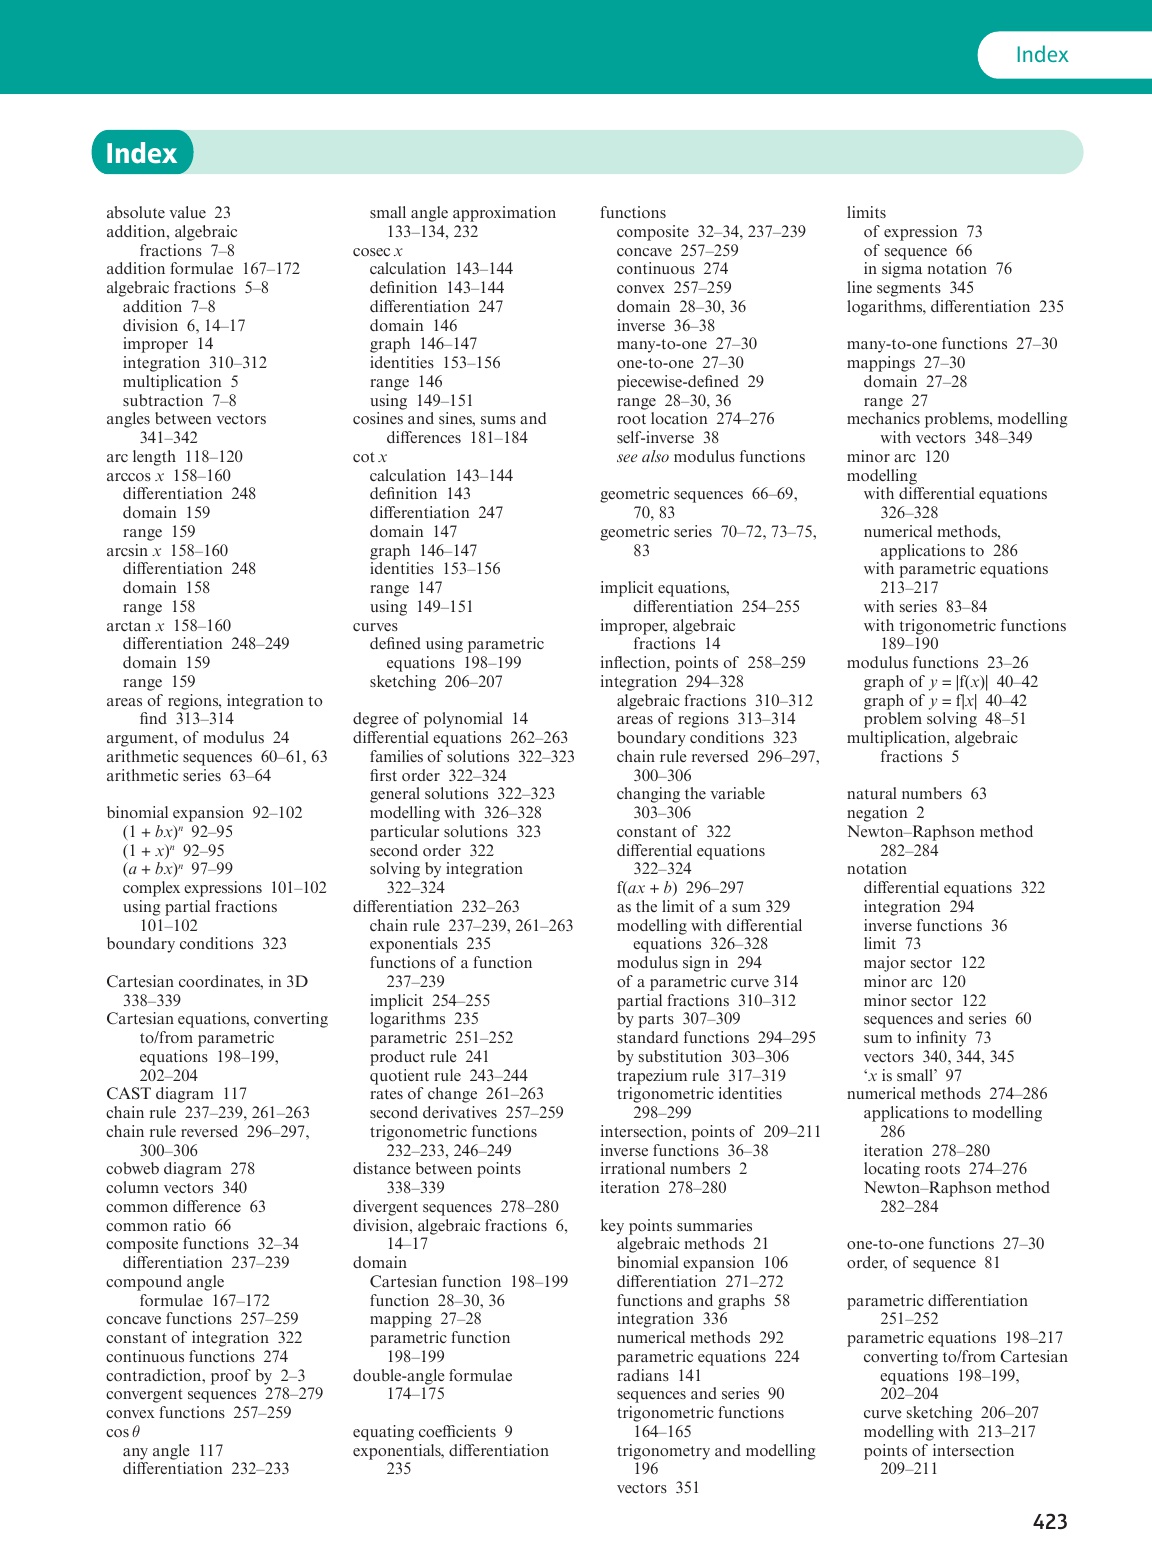 Index
Index
absolute value 23
addition, algebraic
fractions 7–8
addition formulae 167–172
algebraic fractions 5–8
addition 7–8
division 6, 14–17
improper 14
integration 310–312
multiplication 5
subtraction 7–8
angles between vectors
341–342
arc length 118–120
arccos x 158–160
differentiation 248
domain 159
range 159
arcsin x 158–160
differentiation 248
domain 158
range 158
arctan x 158–160
differentiation 248–249
domain 159
range 159
areas of regions, integration to
find 313–314
argument, of modulus 24
arithmetic sequences 60–61, 63
arithmetic series 63–64
binomial expansion 92–102
(1 + bx)ⁿ 92–95
(1 + x)ⁿ 92–95
(a + bx)ⁿ 97–99
complex expressions 101–102
using partial fractions
101–102
boundary conditions 323
Cartesian coordinates, in 3D
338–339
Cartesian equations, converting
to/from parametric
equations 198–199,
202–204
CAST diagram 117
chain rule 237–239, 261–263
chain rule reversed 296–297,
300–306
cobweb diagram 278
column vectors 340
common difference 63
common ratio 66
composite functions 32–34
differentiation 237–239
compound angle
formulae 167–172
concave functions 257–259
constant of integration 322
continuous functions 274
contradiction, proof by 2–3
convergent sequences 278–279
convex functions 257–259
cos θ
any angle 117
differentiation 232–233
small angle approximation
133–134, 232
cosec x
calculation 143–144
definition 143–144
differentiation 247
domain 146
graph 146–147
identities 153–156
range 146
using 149–151
cosines and sines, sums and
differences 181–184
cot x
calculation 143–144
definition 143
differentiation 247
domain 147
graph 146–147
identities 153–156
range 147
using 149–151
curves
defined using parametric
equations 198–199
sketching 206–207
degree of polynomial 14
differential equations 262–263
families of solutions 322–323
first order 322–324
general solutions 322–323
modelling with 326–328
particular solutions 323
second order 322
solving by integration
322–324
differentiation 232–263
chain rule 237–239, 261–263
exponentials 235
functions of a function
237–239
implicit 254–255
logarithms 235
parametric 251–252
product rule 241
quotient rule 243–244
rates of change 261–263
second derivatives 257–259
trigonometric functions
232–233, 246–249
distance between points
338–339
divergent sequences 278–280
division, algebraic fractions 6,
14–17
domain
Cartesian function 198–199
function 28–30, 36
mapping 27–28
parametric function
198–199
double-angle formulae
174–175
equating coefficients 9
exponentials, differentiation
235
functions
composite 32–34, 237–239
concave 257–259
continuous 274
convex 257–259
domain 28–30, 36
inverse 36–38
many-to-one 27–30
one-to-one 27–30
piecewise-defined 29
range 28–30, 36
root location 274–276
self-inverse 38
see also modulus functions
geometric sequences 66–69,
70, 83
geometric series 70–72, 73–75,
83
implicit equations,
differentiation 254–255
improper, algebraic
fractions 14
inflection, points of 258–259
integration 294–328
algebraic fractions 310–312
areas of regions 313–314
boundary conditions 323
chain rule reversed 296–297,
300–306
changing the variable
303–306
constant of 322
differential equations
322–324
f(ax + b) 296–297
as the limit of a sum 329
modelling with differential
equations 326–328
modulus sign in 294
of a parametric curve 314
partial fractions 310–312
by parts 307–309
standard functions 294–295
by substitution 303–306
trapezium rule 317–319
trigonometric identities
298–299
intersection, points of 209–211
inverse functions 36–38
irrational numbers 2
iteration 278–280
key points summaries
algebraic methods 21
binomial expansion 106
differentiation 271–272
functions and graphs 58
integration 336
numerical methods 292
parametric equations 224
radians 141
sequences and series 90
trigonometric functions
164–165
trigonometry and modelling
196
vectors 351
limits
of expression 73
of sequence 66
in sigma notation 76
line segments 345
logarithms, differentiation 235
many-to-one functions 27–30
mappings 27–30
domain 27–28
range 27
mechanics problems, modelling
with vectors 348–349
minor arc 120
modelling
with differential equations
326–328
numerical methods,
applications to 286
with parametric equations
213–217
with series 83–84
with trigonometric functions
189–190
modulus functions 23–26
graph of y = |f(x)| 40–42
graph of y = f|x| 40–42
problem solving 48–51
multiplication, algebraic
fractions 5
natural numbers 63
negation 2
Newton–Raphson method
282–284
notation
differential equations 322
integration 294
inverse functions 36
limit 73
major sector 122
minor arc 120
minor sector 122
sequences and series 60
sum to infinity 73
vectors 340, 344, 345
‘x is small’ 97
numerical methods 274–286
applications to modelling
286
iteration 278–280
locating roots 274–276
Newton–Raphson method
282–284
one-to-one functions 27–30
order, of sequence 81
parametric differentiation
251–252
parametric equations 198–217
converting to/from Cartesian
equations 198–199,
202–204
curve sketching 206–207
modelling with 213–217
points of intersection
209–211
423